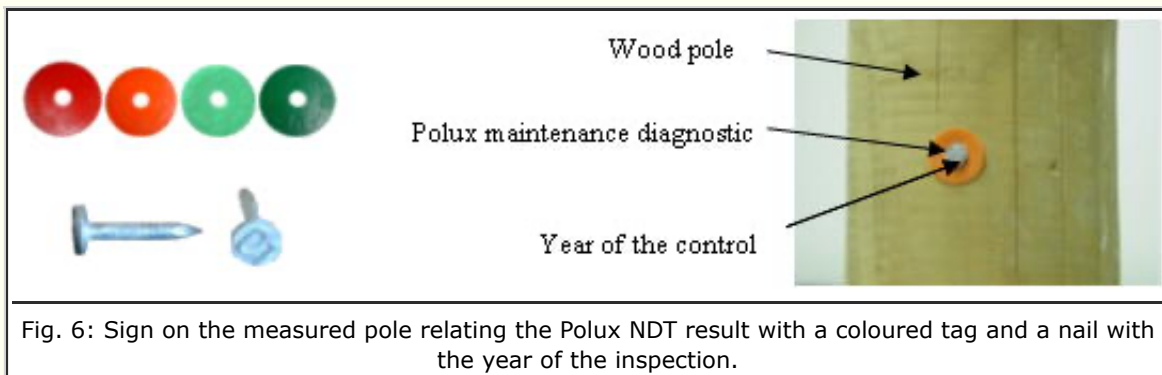 Wood pole
Polux maintenance diagnostic
Year of the control
Fig. 6: Sign on the measured pole relating the Polux NDT result with a coloured tag and a nail with
the year of the inspection.